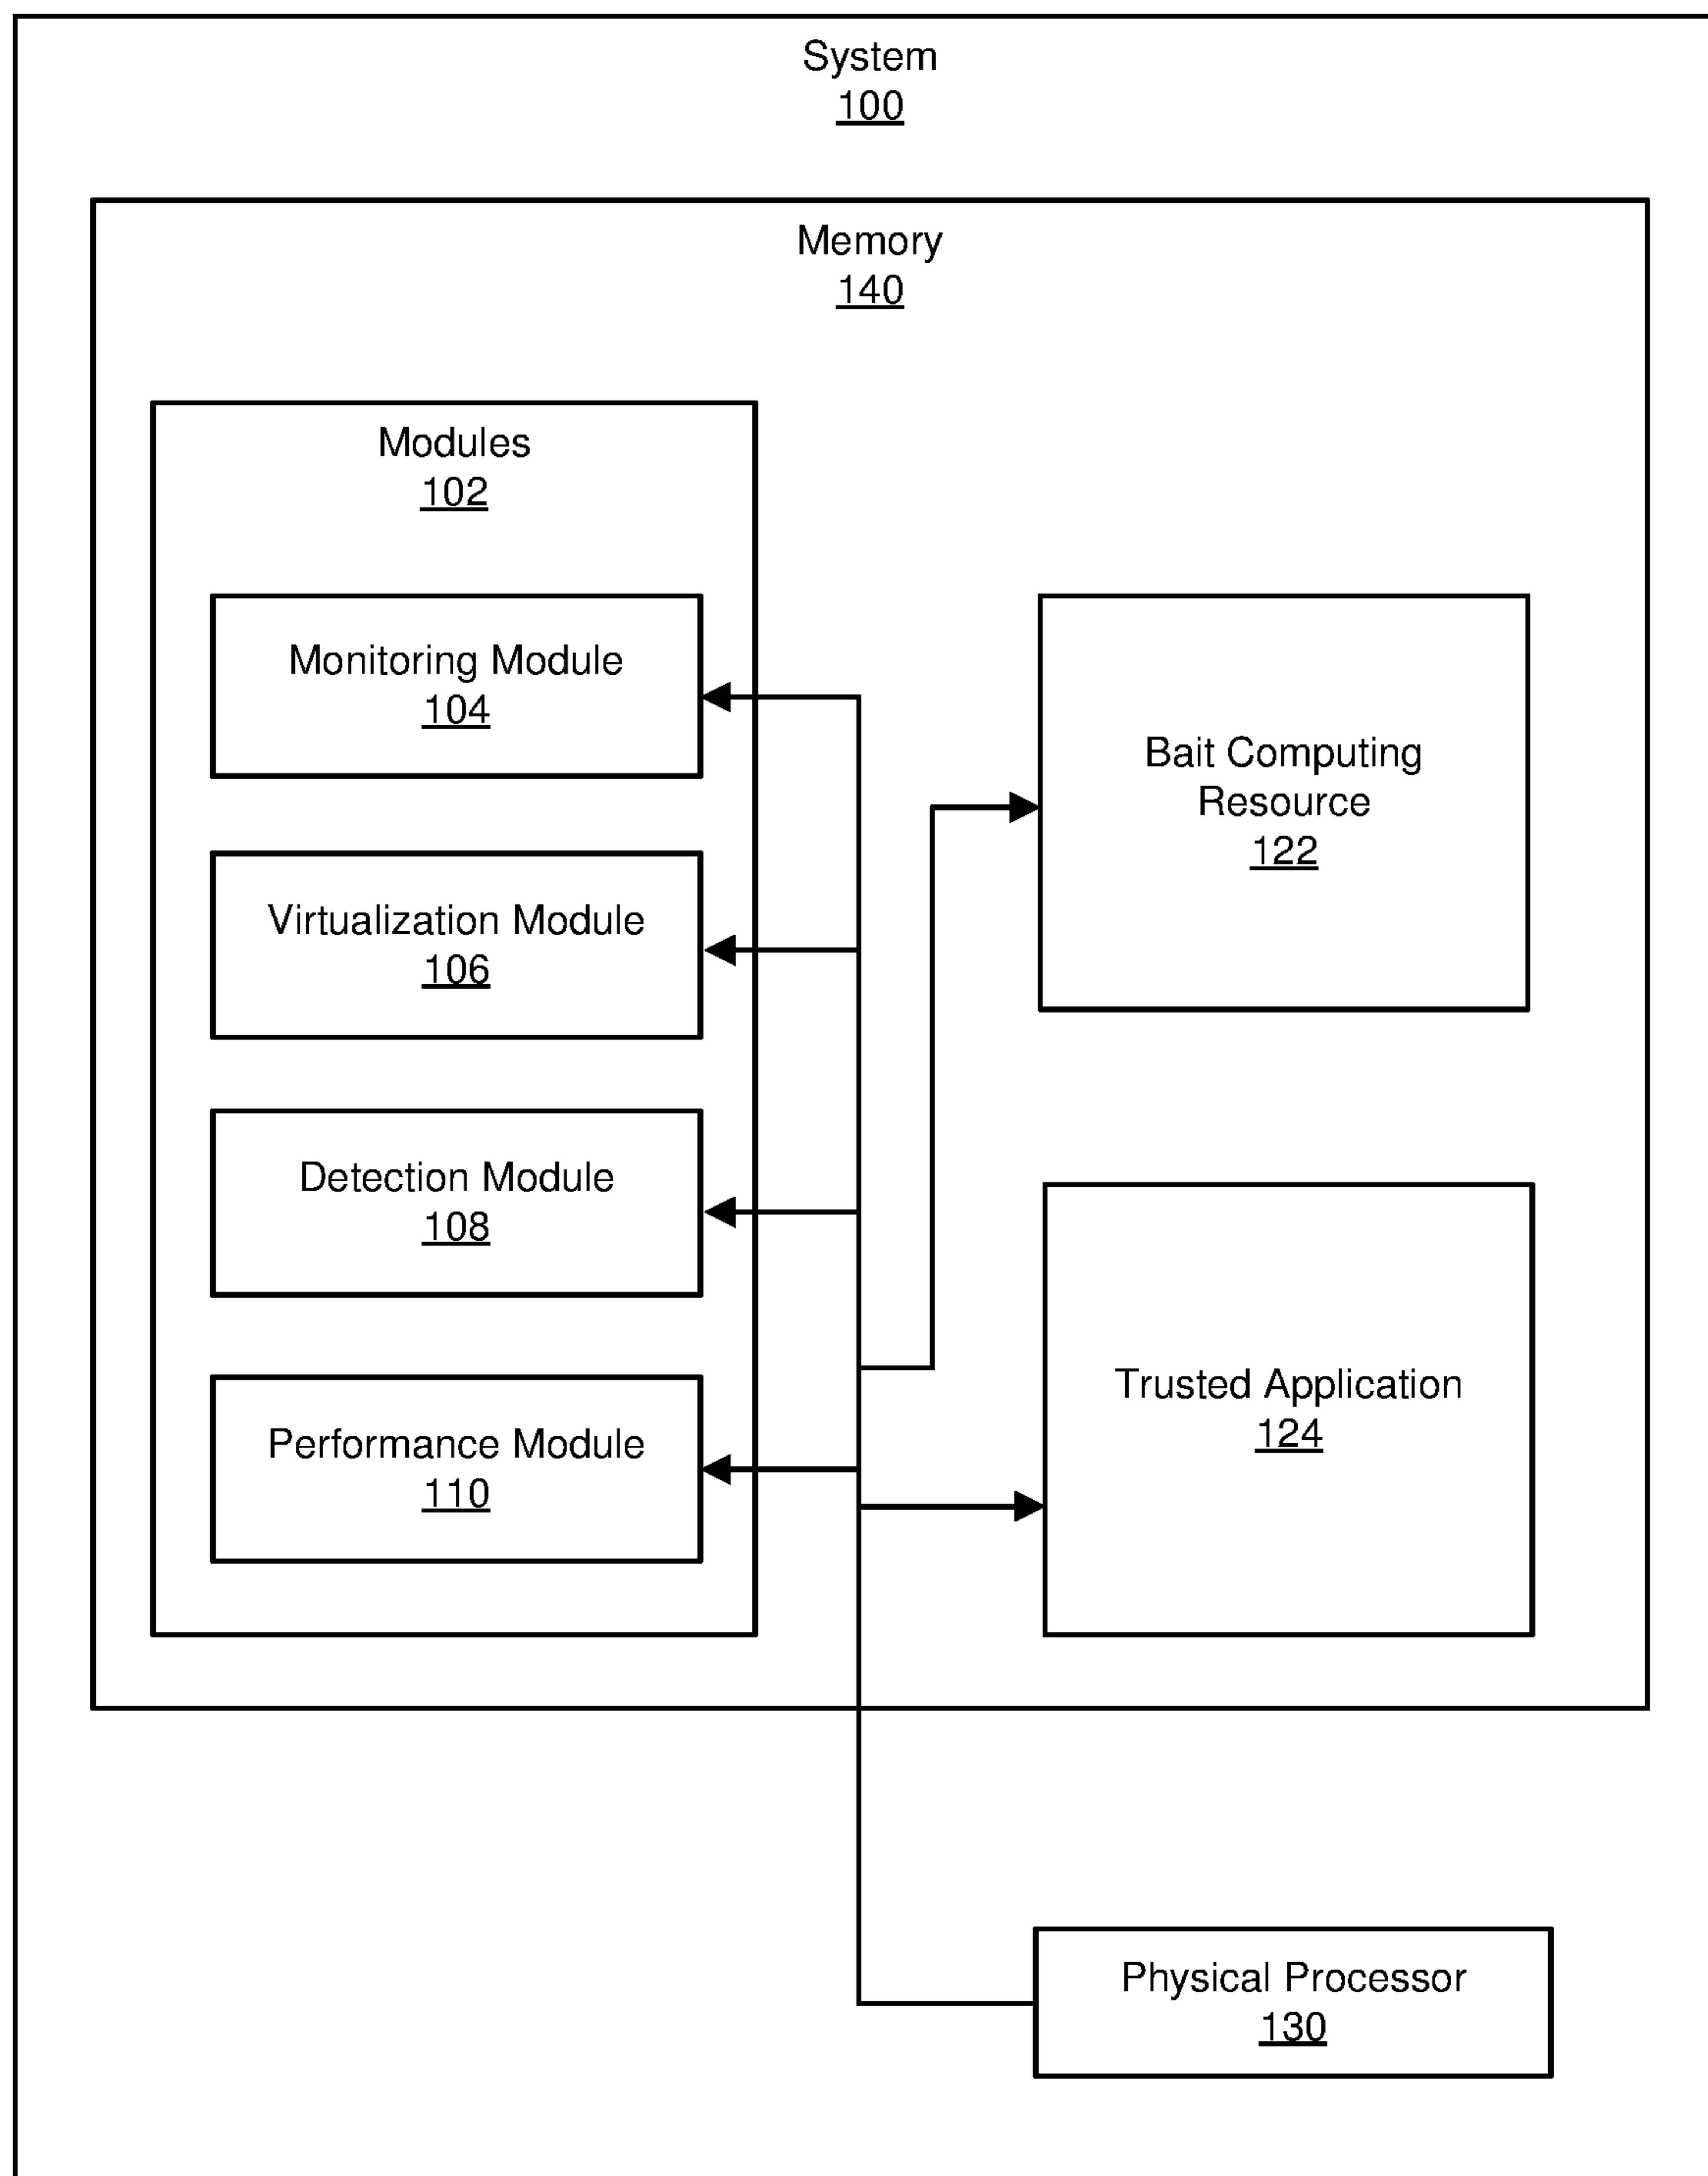 System
100
Memory
140
Modules
102
Monitoring Module
104
Virtualization Module
106
Detection Module
108
Performance Module
110
Bait Computing
Resource
122
Trusted Application
124
Physical Processor
130